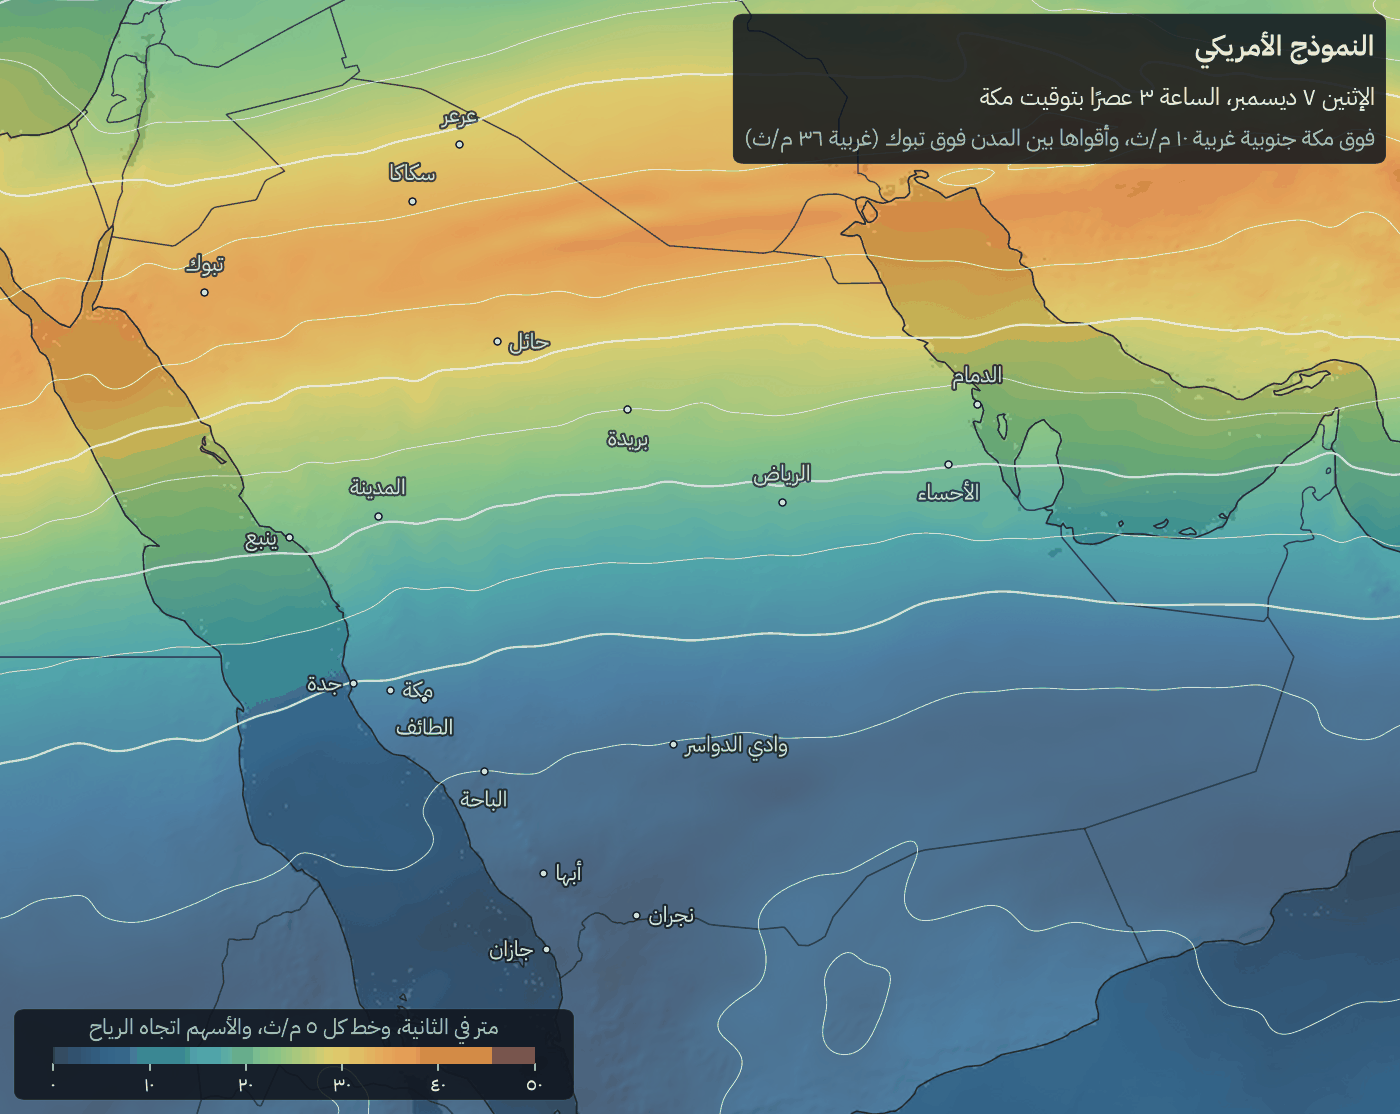 النموذج الأمريكي
الإثنين ٧ ديسمبر، الساعة ٣ عصرًا بتوقيت مكة
فوق مكة جنوبية غربية ١٠ م/ث، وأقواها بين المدن فوق تبوك (غربية ٣٦ م/ث)
عرعر
سكاكا
تبوك
حائل
الدمام
بريدة
الرياض
المدينة
الأحساء
ينبع
جدة
مكة
الطائف
وادي الدواسر
الباحة
أبها
نجران
جازان
متر في الثانية، وخط كل ٥ م/ث، والأسهم اتجاه الرياح
٠ ١٠ ٢٠ ٣٠ ٤٠ ٥٠